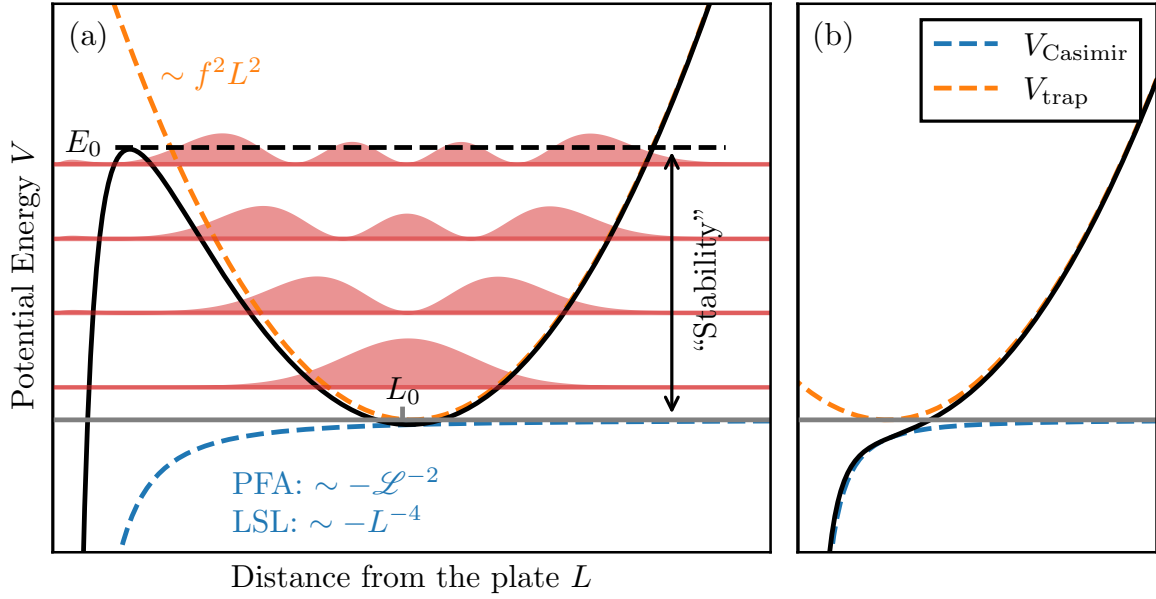 (a)
∼ f²L²
E₀
"Stability"
L₀
PFA: ∼ −ℒ⁻²
LSL: ∼ −L⁻⁴
Potential Energy V
Distance from the plate L
(b)
V_Casimir
V_trap